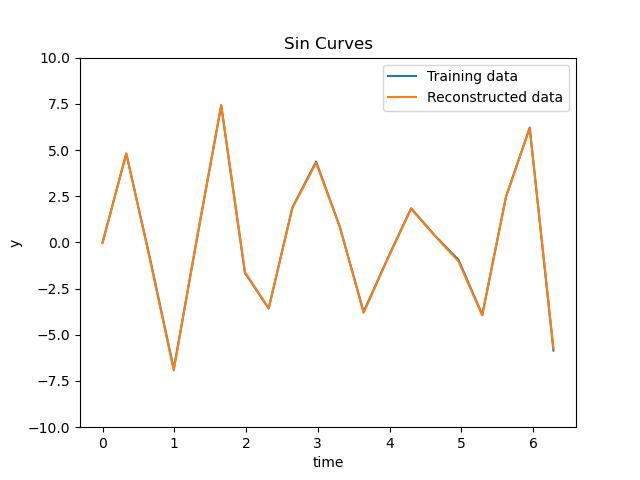 Sin Curves
Training data
Reconstructed data
10.0
7.5
5.0
2.5
0.0
−2.5
−5.0
−7.5
−10.0
y
0 1 2 3 4 5 6
time